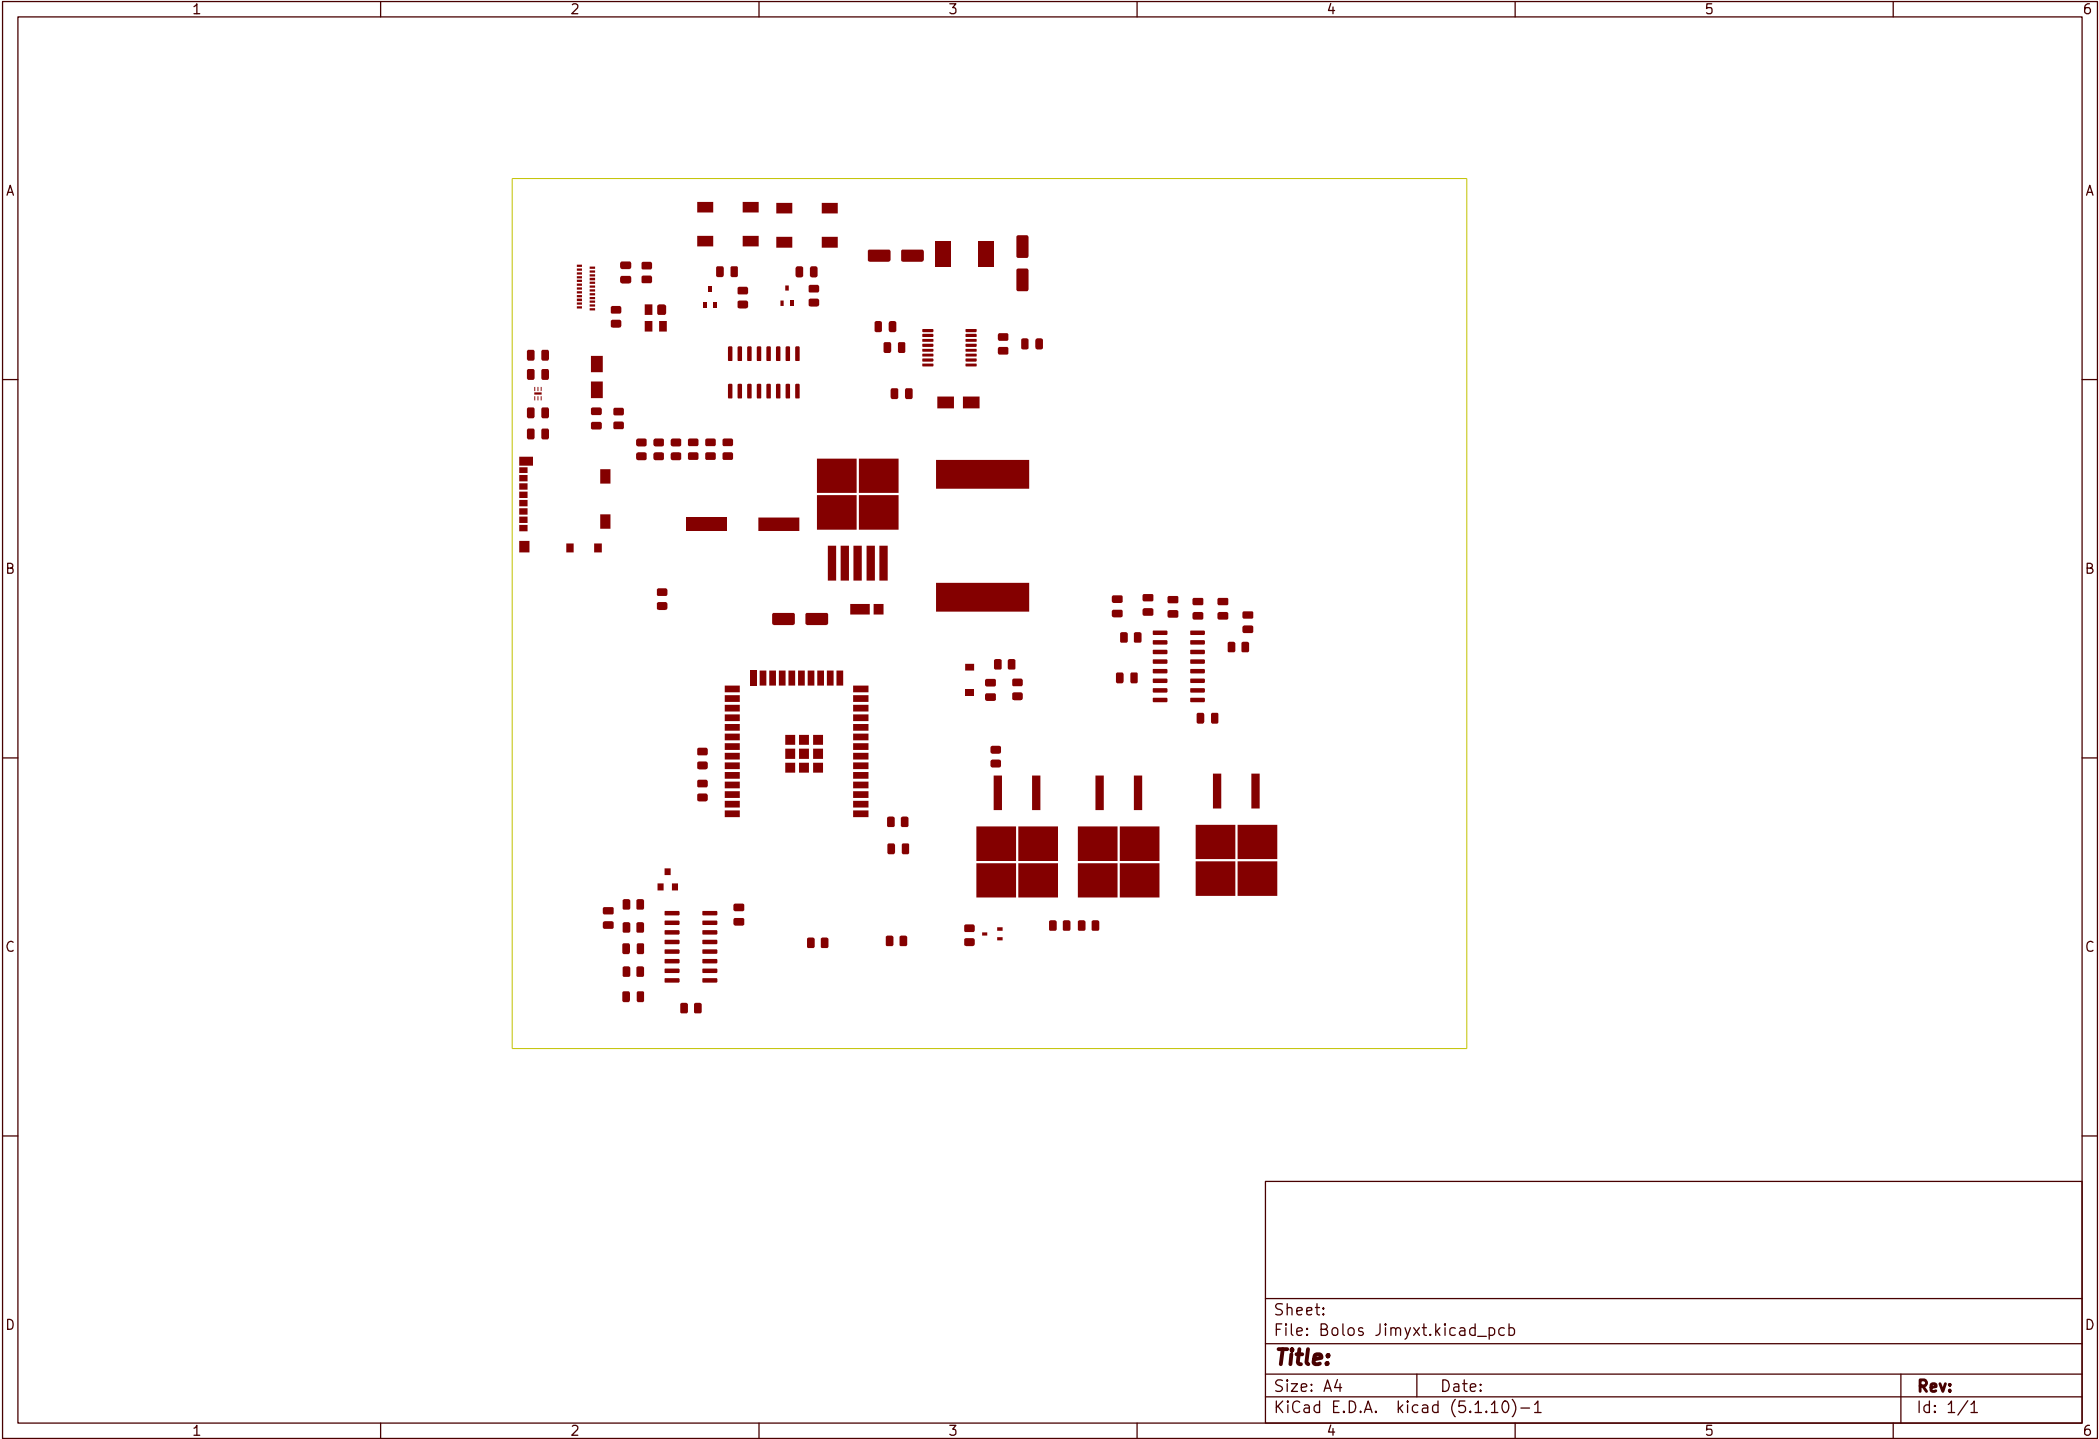 1 2 3 4 5 6
A A
B B
C C
D D
Sheet:
File: Bolos Jimyxt.kicad_pcb
Title:
Size: A4 Date: Rev:
KiCad E.D.A. kicad (5.1.10)-1 Id: 1/1
1 2 3 4 5 6